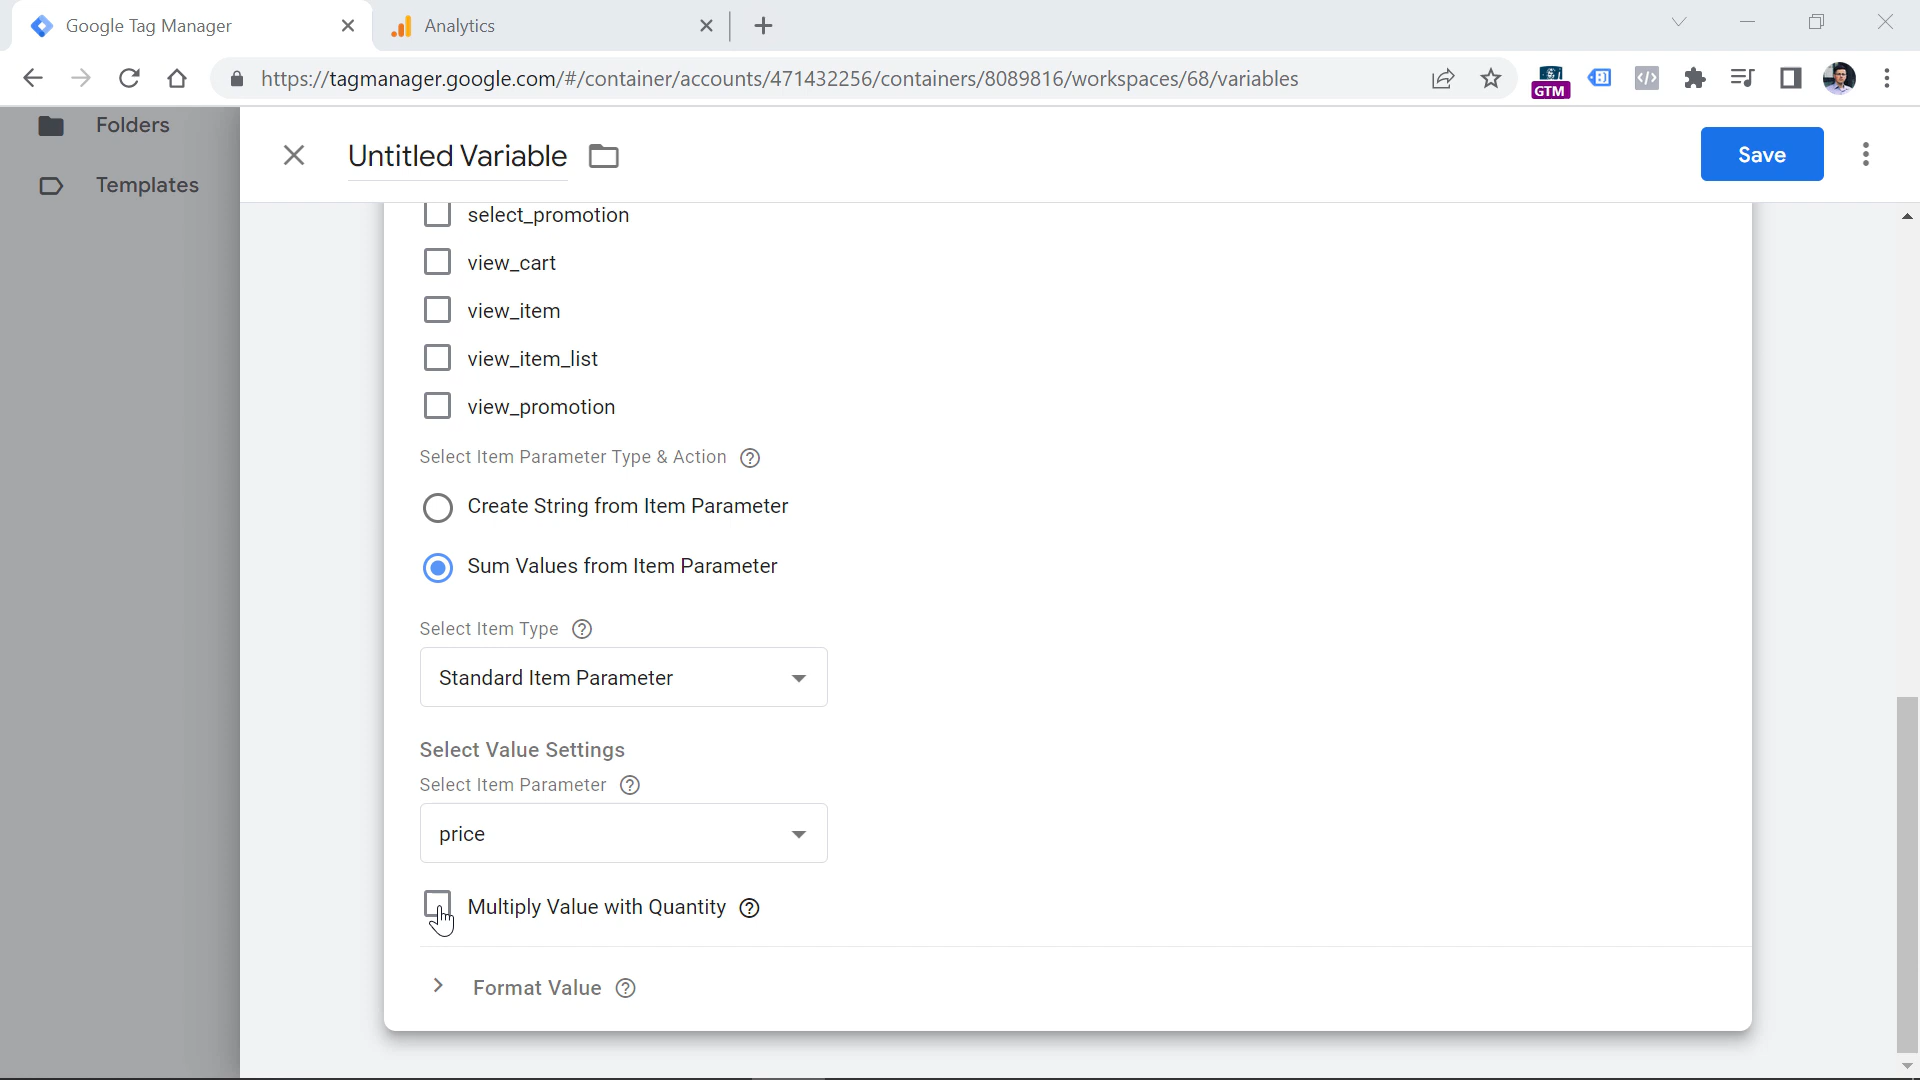 Google Tag Manager
Analytics
https://tagmanager.google.com/#/container/accounts/471432256/containers/8089816/workspaces/68/variables
GTM
Folders
Templates
Untitled Variable
Save
select_promotion
view_cart
view_item
view_item_list
view_promotion
Select Item Parameter Type & Action
Create String from Item Parameter
Sum Values from Item Parameter
Select Item Type
Standard Item Parameter
Select Value Settings
Select Item Parameter
price
Multiply Value with Quantity
Format Value